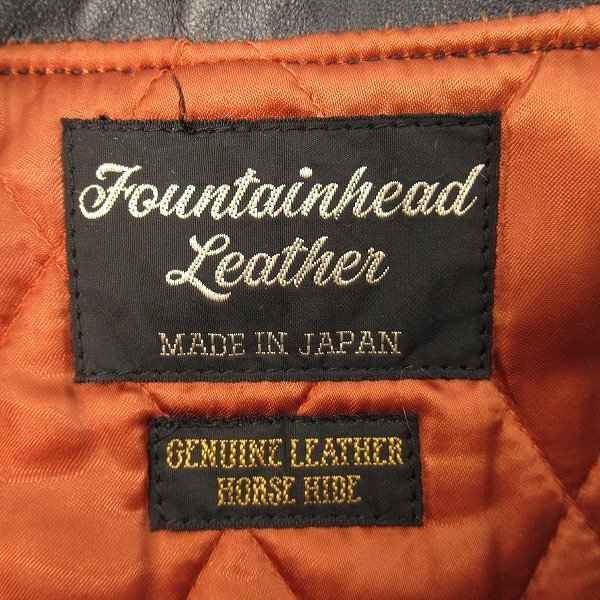 Fountainhead
Leather
MADE IN JAPAN
GENUINE LEATHER
HORSE HIDE